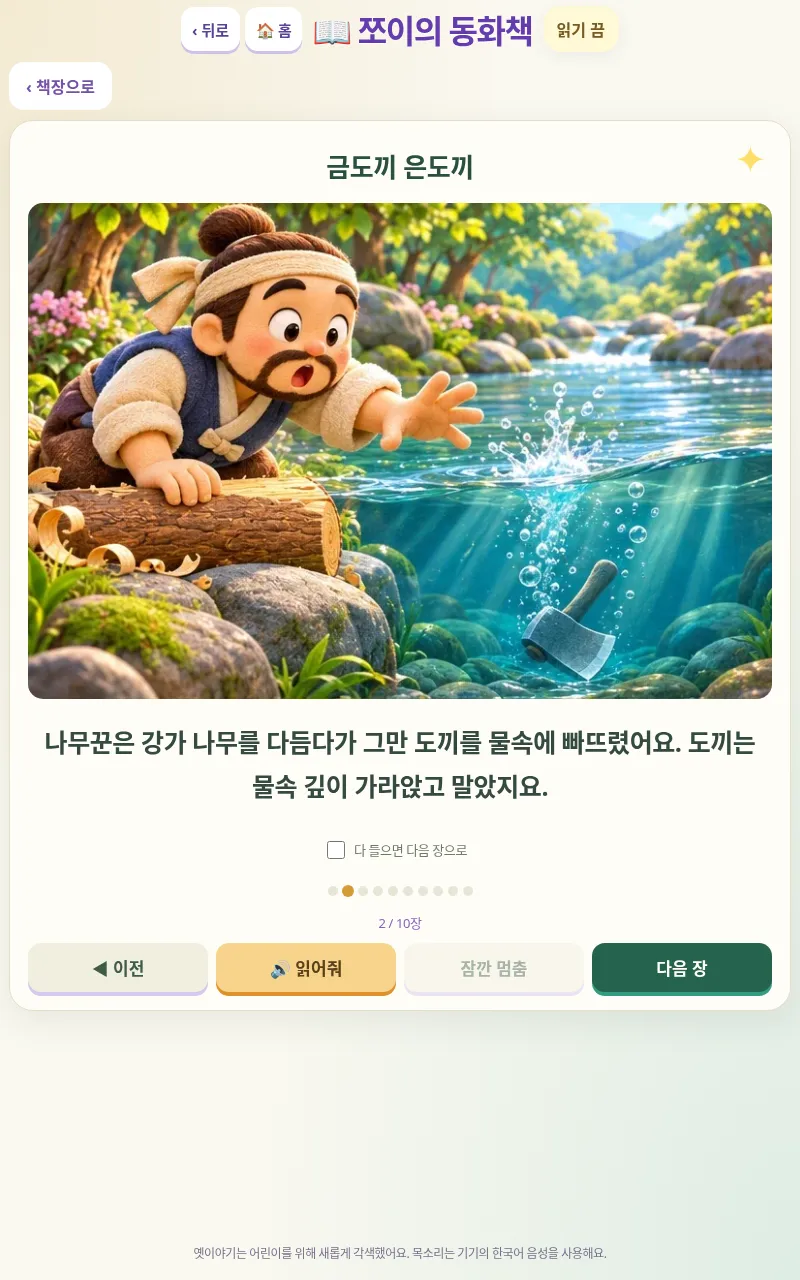 ‹ 뒤로 🏠 홈 📖 쪼이의 동화책 읽기 끝
‹ 책장으로
금도끼 은도끼
나무꾼은 강가 나무를 다듬다가 그만 도끼를 물속에 빠뜨렸어요. 도끼는
물속 깊이 가라앉고 말았지요.
다 들으면 다음 장으로
2 / 10장
◀ 이전 🔊 읽어줘 잠깐 멈춤 다음 장
옛이야기는 어린이를 위해 새롭게 각색했어요. 목소리는 기기의 한국어 음성을 사용해요.